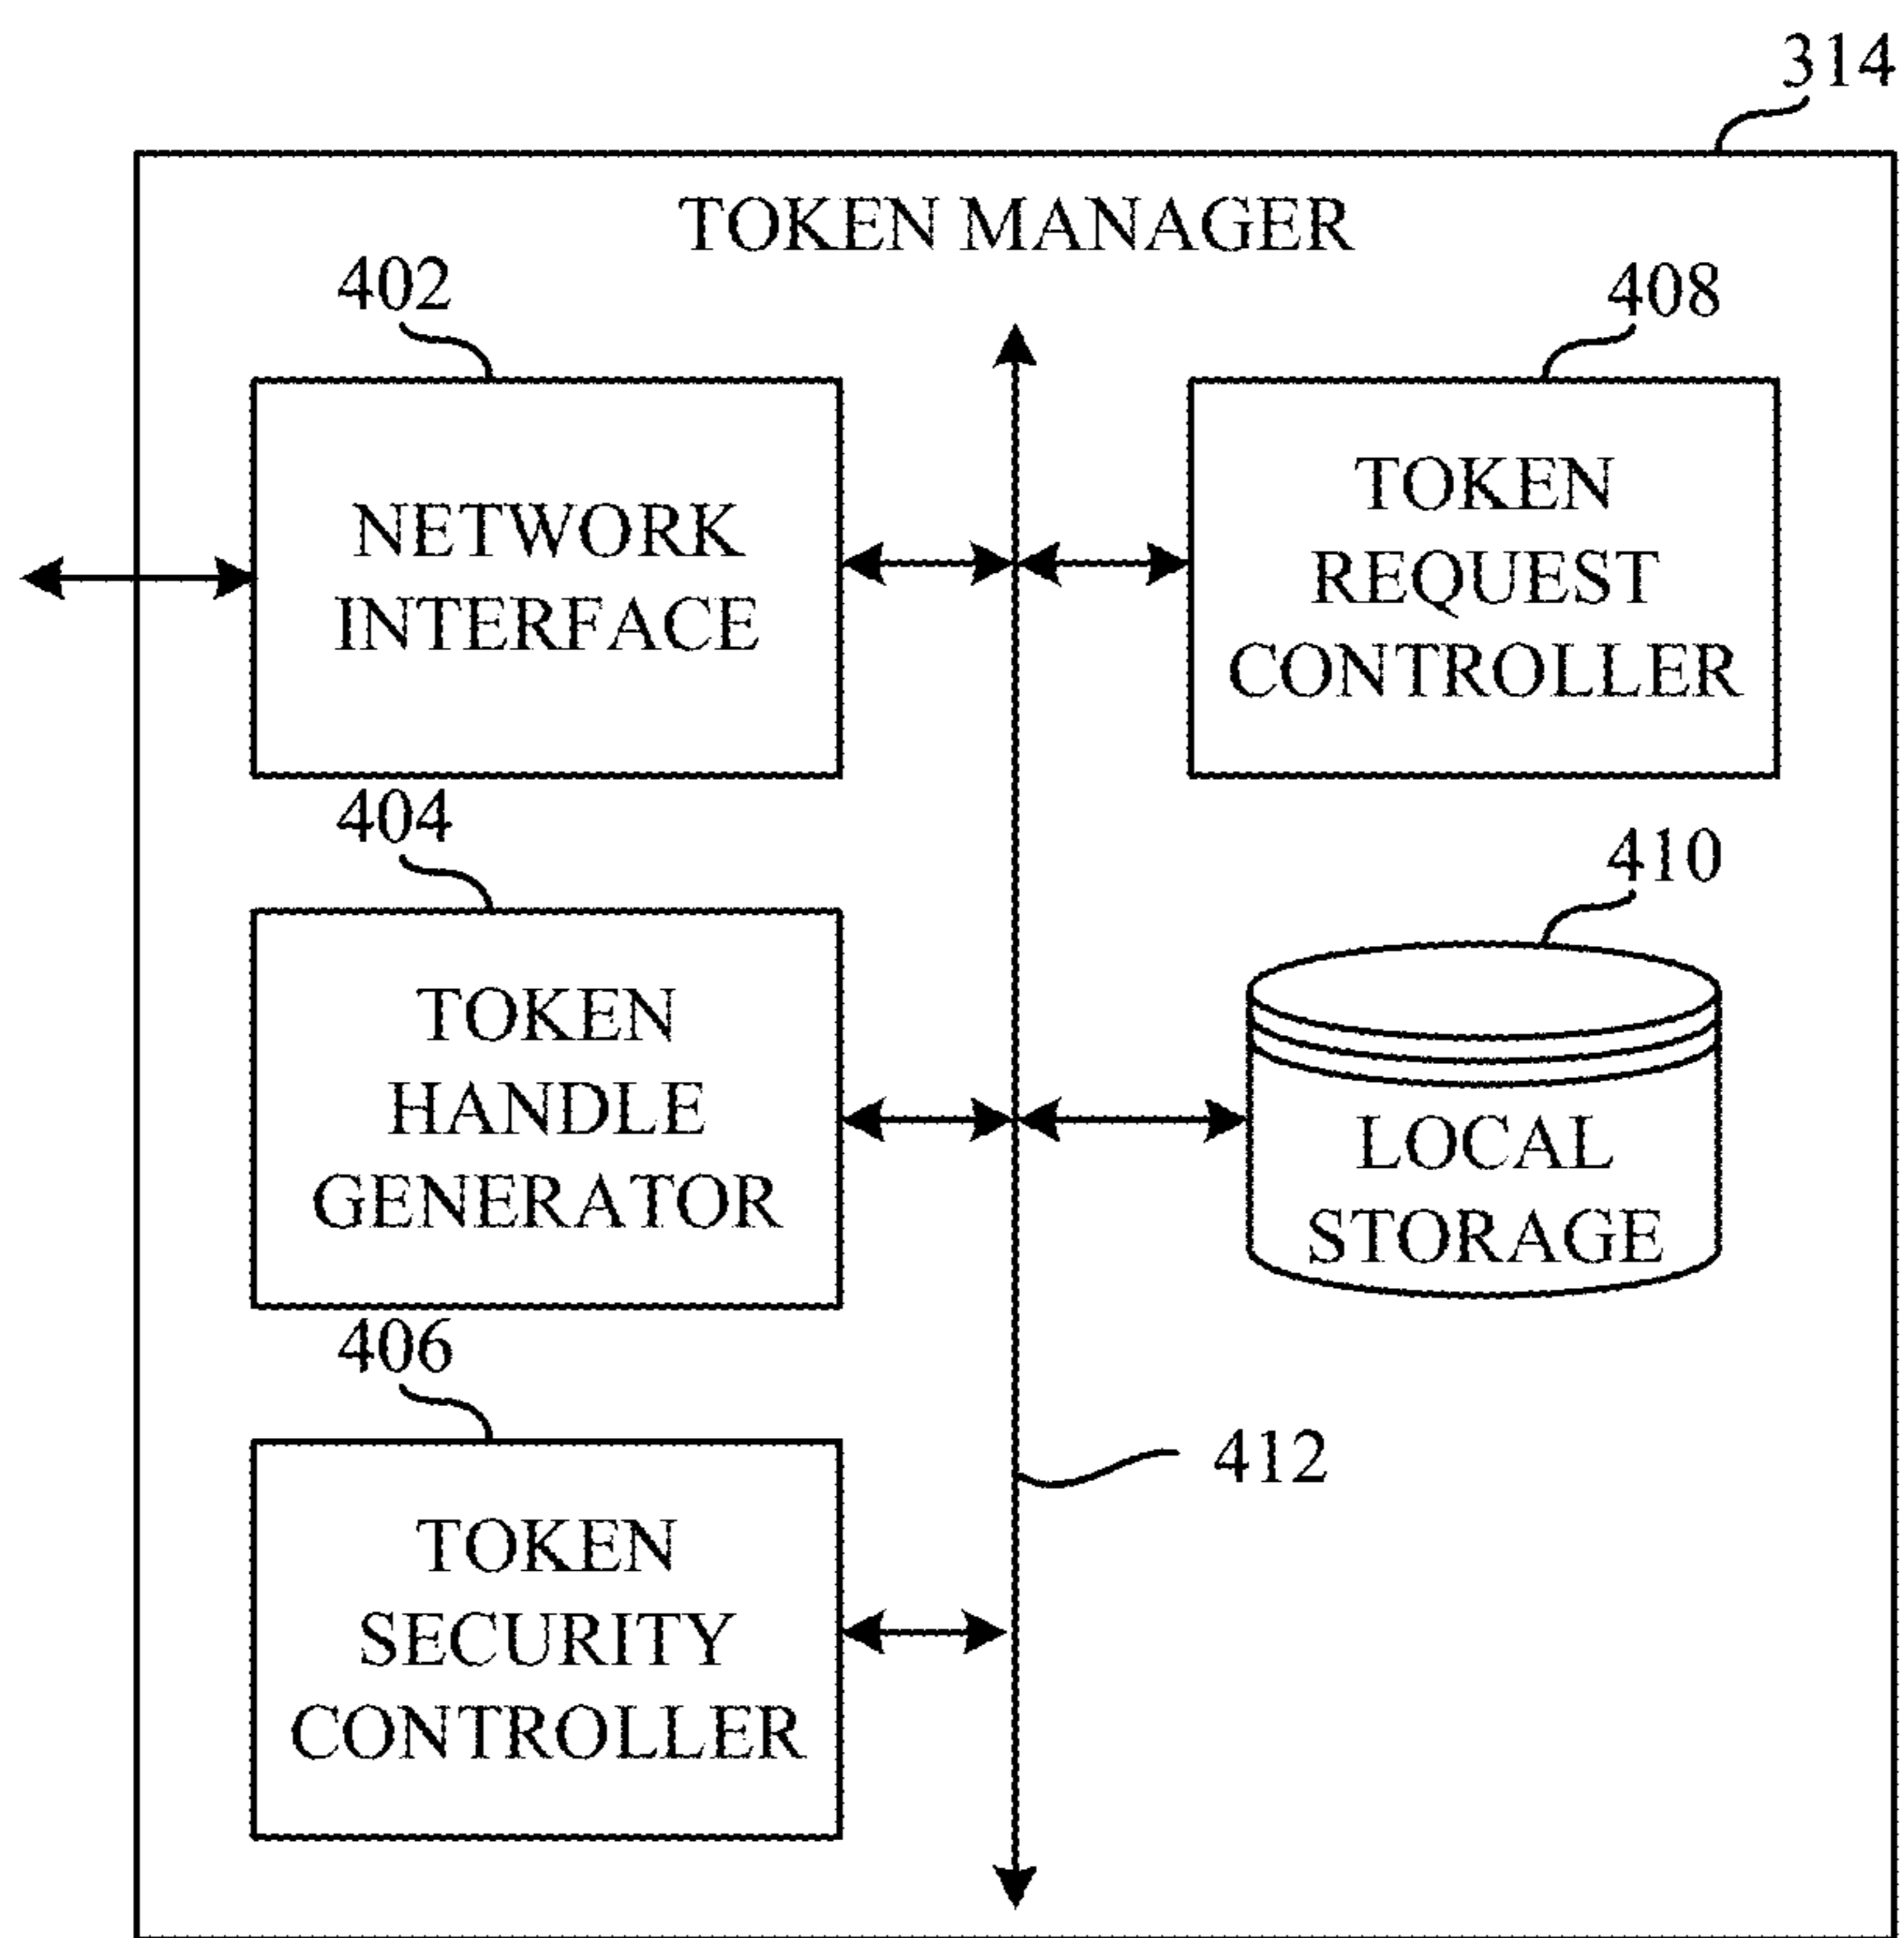 314
TOKEN MANAGER
402
408
NETWORK
INTERFACE
TOKEN
REQUEST
CONTROLLER
404
410
TOKEN
HANDLE
GENERATOR
LOCAL
STORAGE
406
412
TOKEN
SECURITY
CONTROLLER